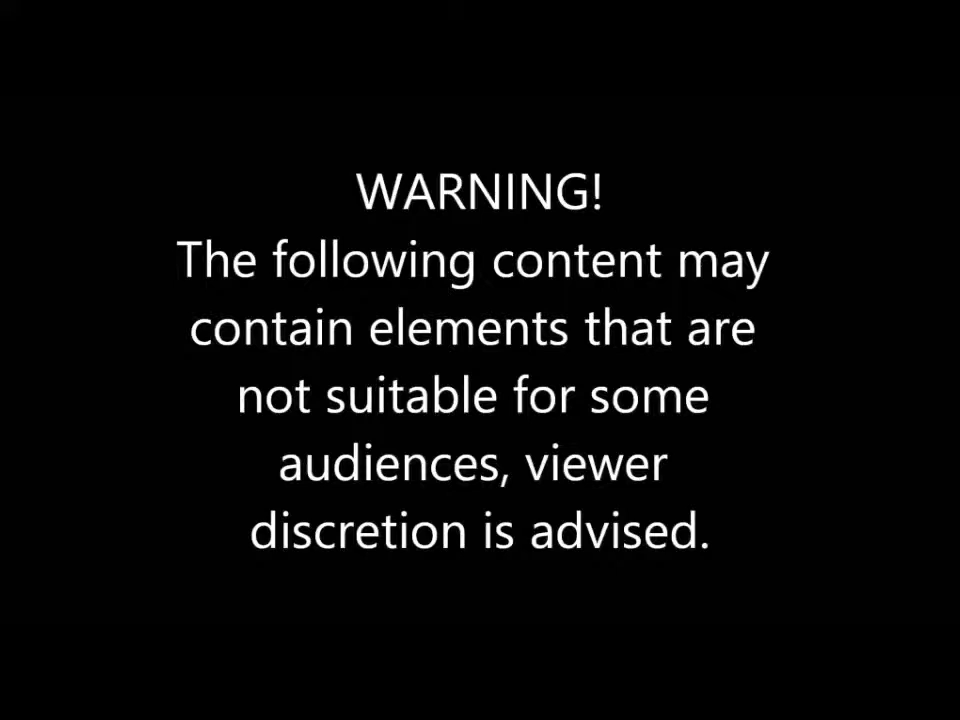 WARNING!
The following content may
contain elements that are
not suitable for some
audiences, viewer
discretion is advised.